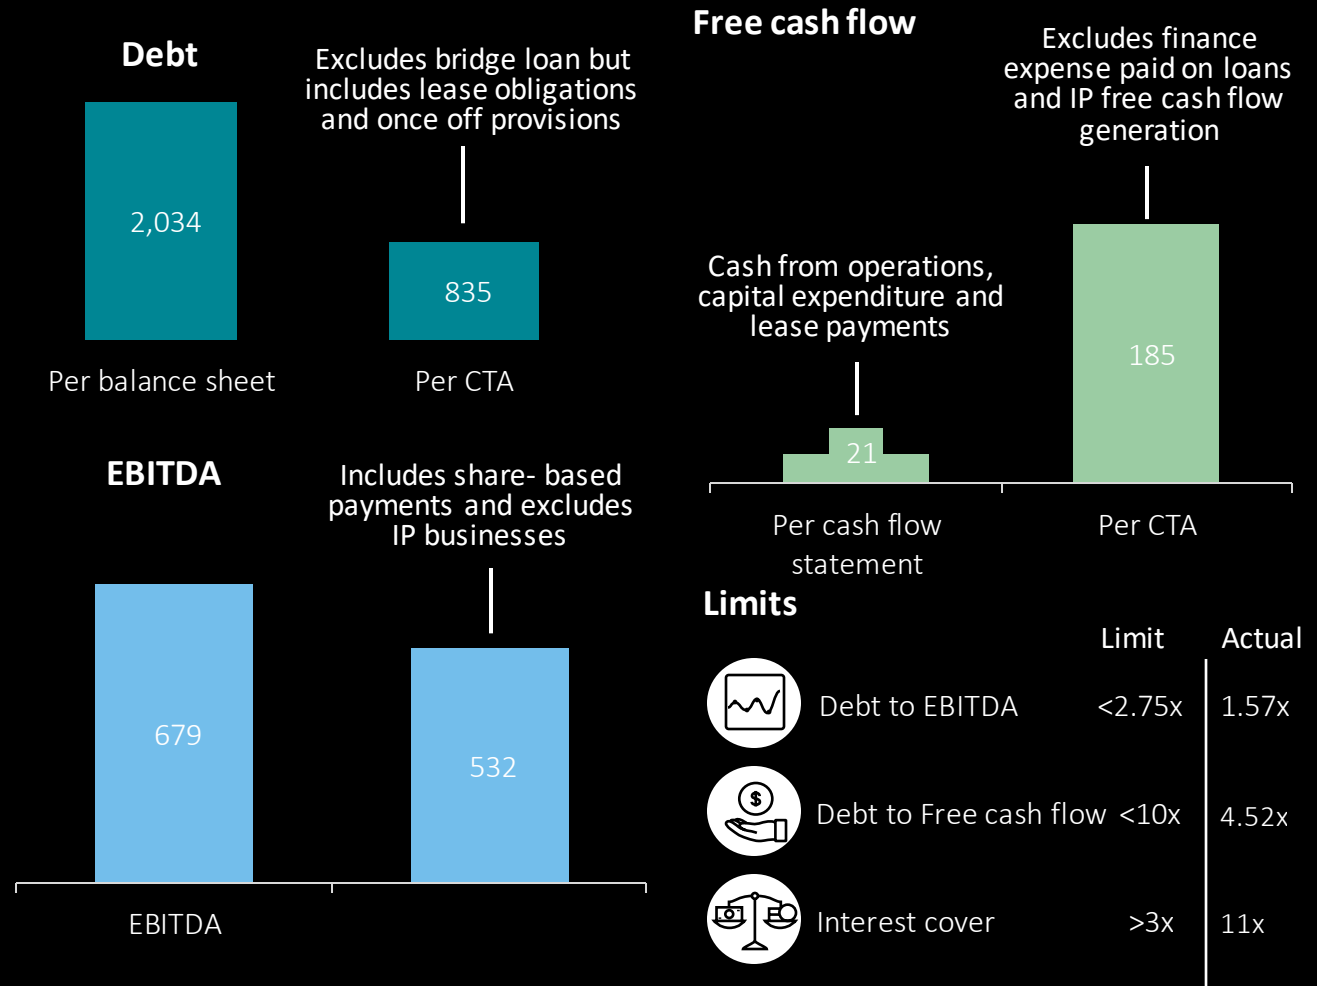 Debt
Excludes bridge loan but
includes lease obligations
and once off provisions
2,034
835
Per balance sheet
Per CTA
Free cash flow
Excludes finance
expense paid on loans
and IP free cash flow
generation
Cash from operations,
capital expenditure and
lease payments
21
185
Per cash flow
statement
Per CTA
EBITDA
Includes share- based
payments and excludes
IP businesses
679
532
EBITDA
Limits
Limit Actual
Debt to EBITDA <2.75x 1.57x
$
Debt to Free cash flow <10x 4.52x
Interest cover >3x 11x